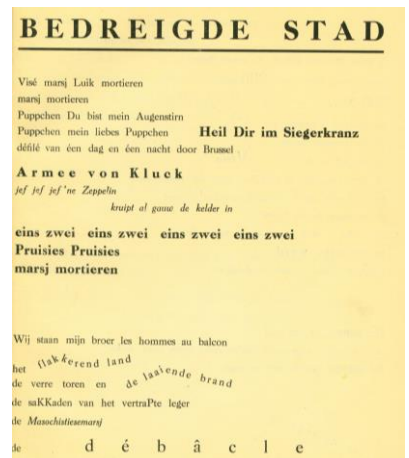 BEDREIGDE STAD
Visé marsj Luik mortieren
marsj mortieren
Puppchen Du bist mein Augenstirn
Puppchen mein liebes Puppchen Heil Dir im Siegerkranz
défilé van één dag en één nacht door Brussel
Armee von Kluck
jef jef jef 'ne Zeppelin
kruipt al gauw de kelder in
eins zwei eins zwei eins zwei eins zwei
Pruisies Pruisies
marsj mortieren
Wij staan mijn broer les hommes au balcon
het flakkerend land
de verre toren en de laaiende brand
de saKKaden van het vertraPte leger
de Masochistiesemarsj
de débâcle